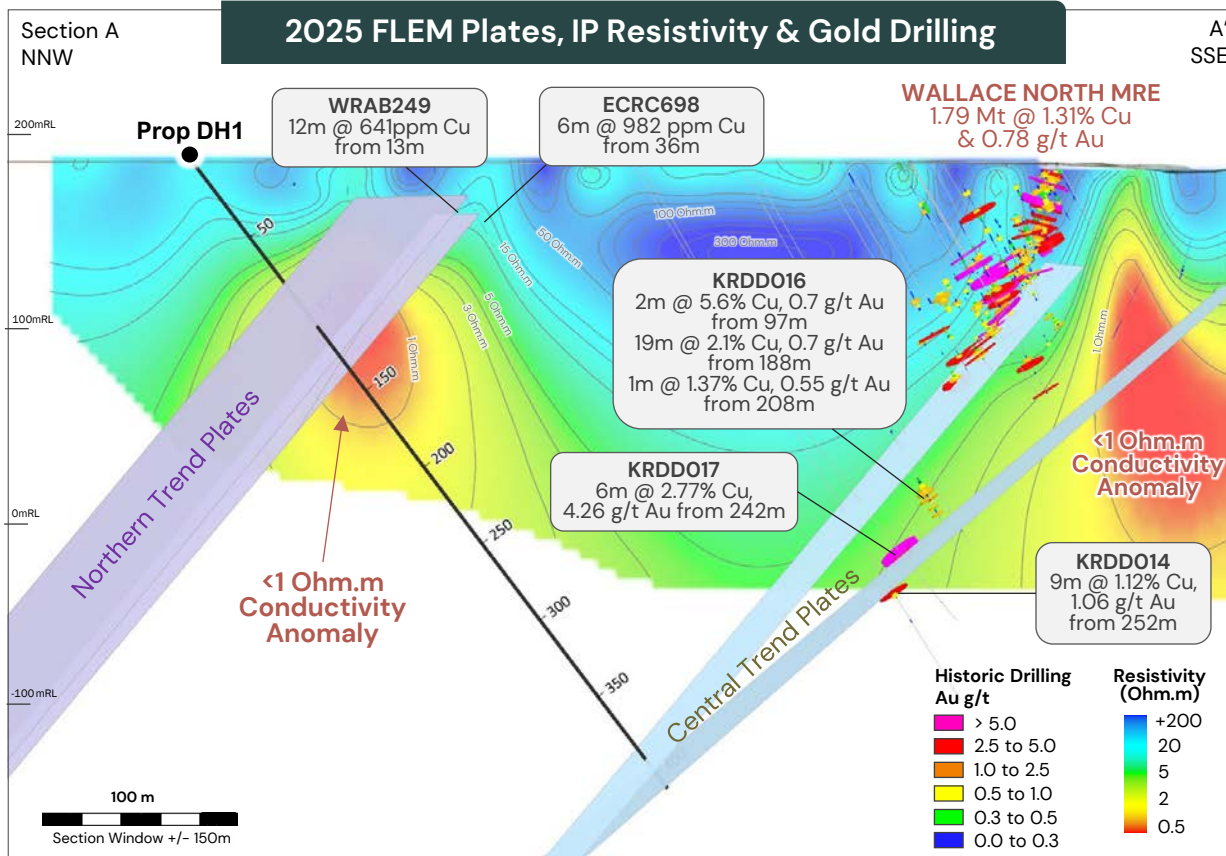 Section A
NNW
2025 FLEM Plates, IP Resistivity & Gold Drilling
A'
SSE
200mRL
Prop DH1
WRAB249
12m @ 641ppm Cu
from 13m
ECRC698
6m @ 982 ppm Cu
from 36m
WALLACE NORTH MRE
1.79 Mt @ 1.31% Cu
& 0.78 g/t Au
50
100 Ohm.m
50 Ohm.m
300 Ohm.m
15 Ohm.m
5 Ohm.m
3 Ohm.m
1 Ohm.m
1 Ohm.m
100mRL
KRDD016
2m @ 5.6% Cu, 0.7 g/t Au
from 97m
19m @ 2.1% Cu, 0.7 g/t Au
from 188m
1m @ 1.37% Cu, 0.55 g/t Au
from 208m
150
200
Northern Trend Plates
<1 Ohm.m
Conductivity
Anomaly
KRDD017
6m @ 2.77% Cu,
4.26 g/t Au from 242m
0mRL
250
<1 Ohm.m
Conductivity
Anomaly
KRDD014
9m @ 1.12% Cu,
1.06 g/t Au
from 252m
300
350
Central Trend Plates
-100mRL
Historic Drilling
Au g/t
> 5.0
2.5 to 5.0
1.0 to 2.5
0.5 to 1.0
0.3 to 0.5
0.0 to 0.3
Resistivity
(Ohm.m)
+200
20
5
2
0.5
100 m
Section Window +/- 150m